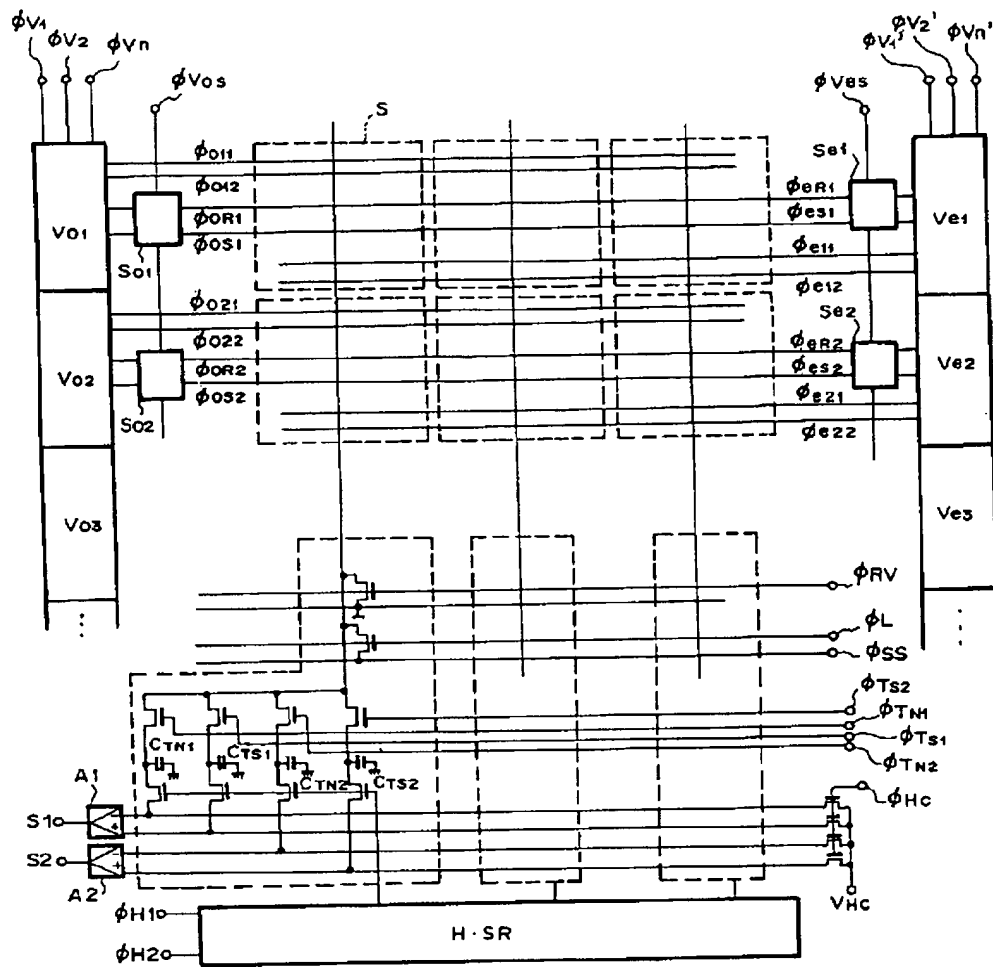 φV1
φV2
φVn
φV1'
φV2'
φVn'
φVos
φVes
S
Se1
φO11
φO12
φOR1
φOS1
φeR1
φeS1
φe11
φe12
VO1
SO1
Ve1
φO21
φO22
φOR2
φOS2
Se2
φeR2
φeS2
φe21
φe22
VO2
SO2
Ve2
VO3
Ve3
φRV
φL
φSS
φTS2
φTN1
φTS1
φTN2
CTN1
CTS1
CTN2
CTS2
A1
S1
S2
A2
+
+
φHC
VHC
φH1
φH2
H·SR